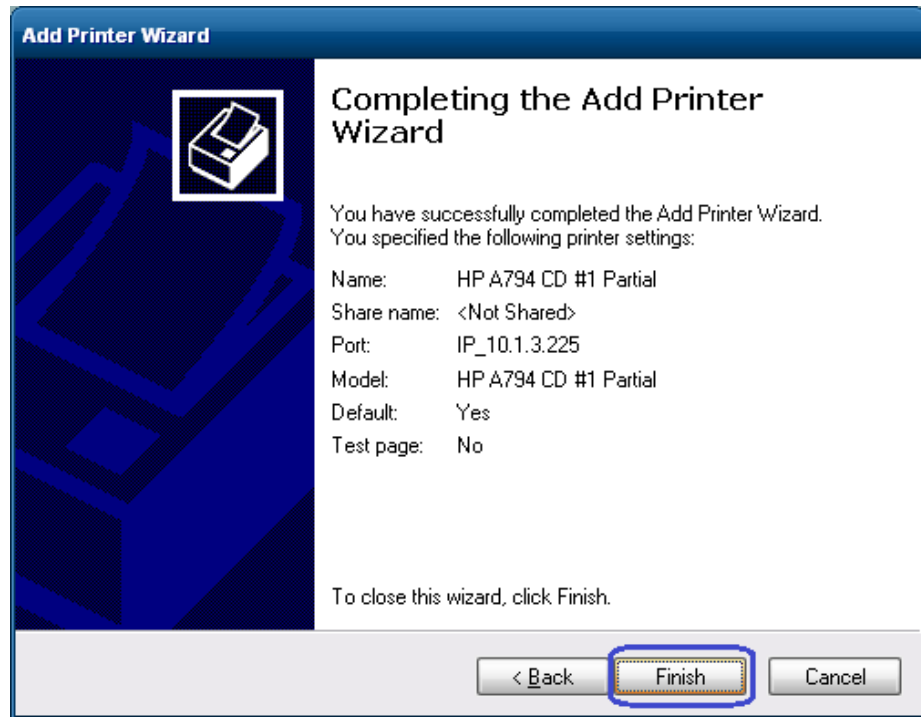 Add Printer Wizard
Completing the Add Printer
Wizard
You have successfully completed the Add Printer Wizard.
You specified the following printer settings:
Name: HP A794 CD #1 Partial
Share name: <Not Shared>
Port: IP_10.1.3.225
Model: HP A794 CD #1 Partial
Default: Yes
Test page: No
To close this wizard, click Finish.
< Back Finish Cancel